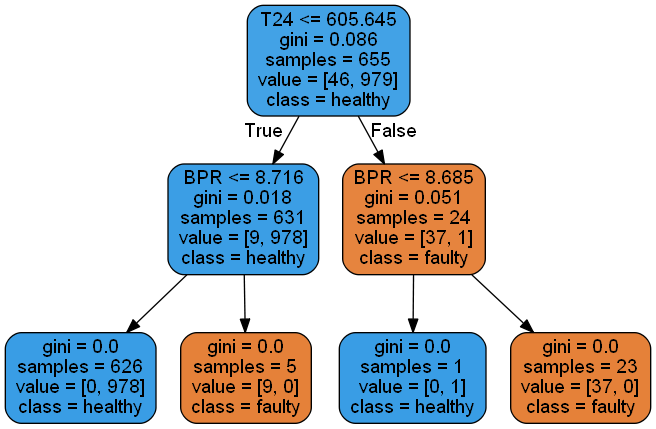 T24 <= 605.645
gini = 0.086
samples = 655
value = [46, 979]
class = healthy
True
False
BPR <= 8.716
gini = 0.018
samples = 631
value = [9, 978]
class = healthy
BPR <= 8.685
gini = 0.051
samples = 24
value = [37, 1]
class = faulty
gini = 0.0
samples = 626
value = [0, 978]
class = healthy
gini = 0.0
samples = 5
value = [9, 0]
class = faulty
gini = 0.0
samples = 1
value = [0, 1]
class = healthy
gini = 0.0
samples = 23
value = [37, 0]
class = faulty